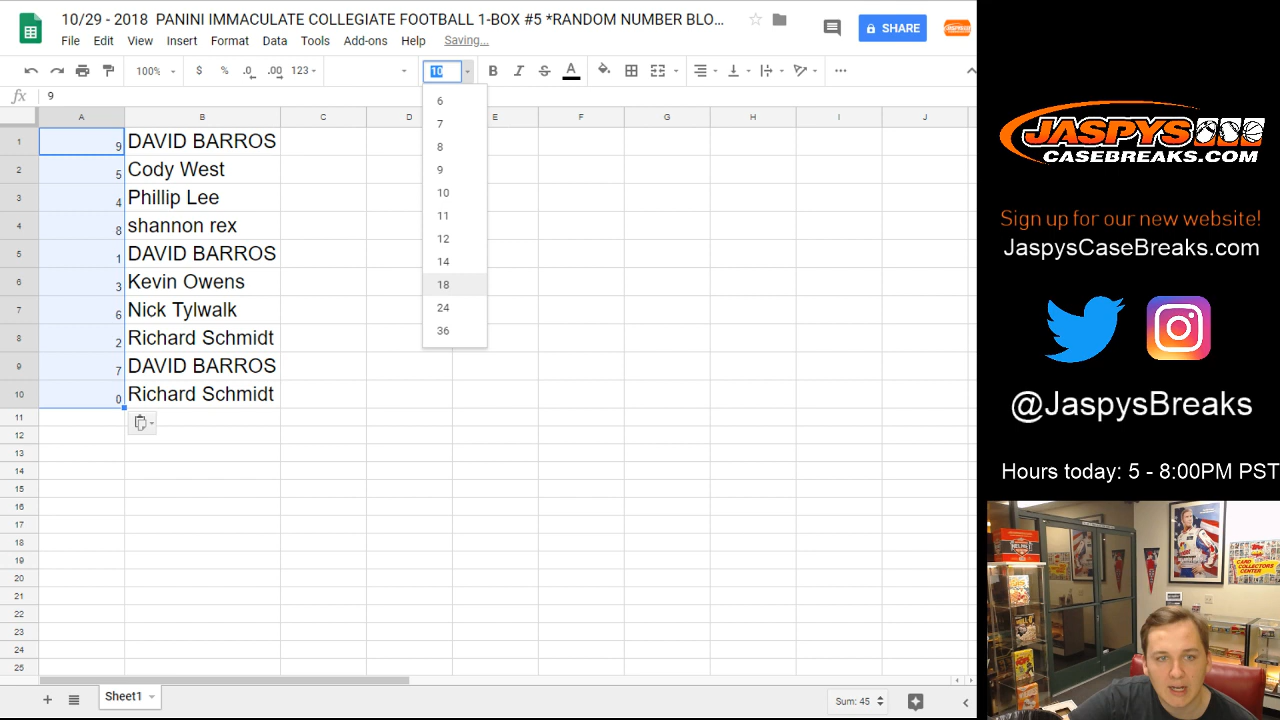 10/29 - 2018 PANINI IMMACULATE COLLEGIATE FOOTBALL 1-BOX #5 *RANDOM NUMBER BLO...
SHARE
File Edit View Insert Format Data Tools Add-ons Help Saving...
100% $ % .0 .00 123 10 B I S A
fx 9
A B C D E F G H I J
1 9 DAVID BARROS
2 5 Cody West
3 4 Phillip Lee
4 8 shannon rex
5 1 DAVID BARROS
6 3 Kevin Owens
7 6 Nick Tylwalk
8 2 Richard Schmidt
9 7 DAVID BARROS
10 0 Richard Schmidt
11
12
13
14
15
16
17
18
19
20
21
22
23
24
25
6
7
8
9
10
11
12
14
18
24
36
Sheet1
Sum: 45
JASPYS
CASEBREAKS.COM
Sign up for our new website!
JaspysCaseBreaks.com
@JaspysBreaks
Hours today: 5 - 8:00PM PST
CARD
COLLECTORS
CENTER